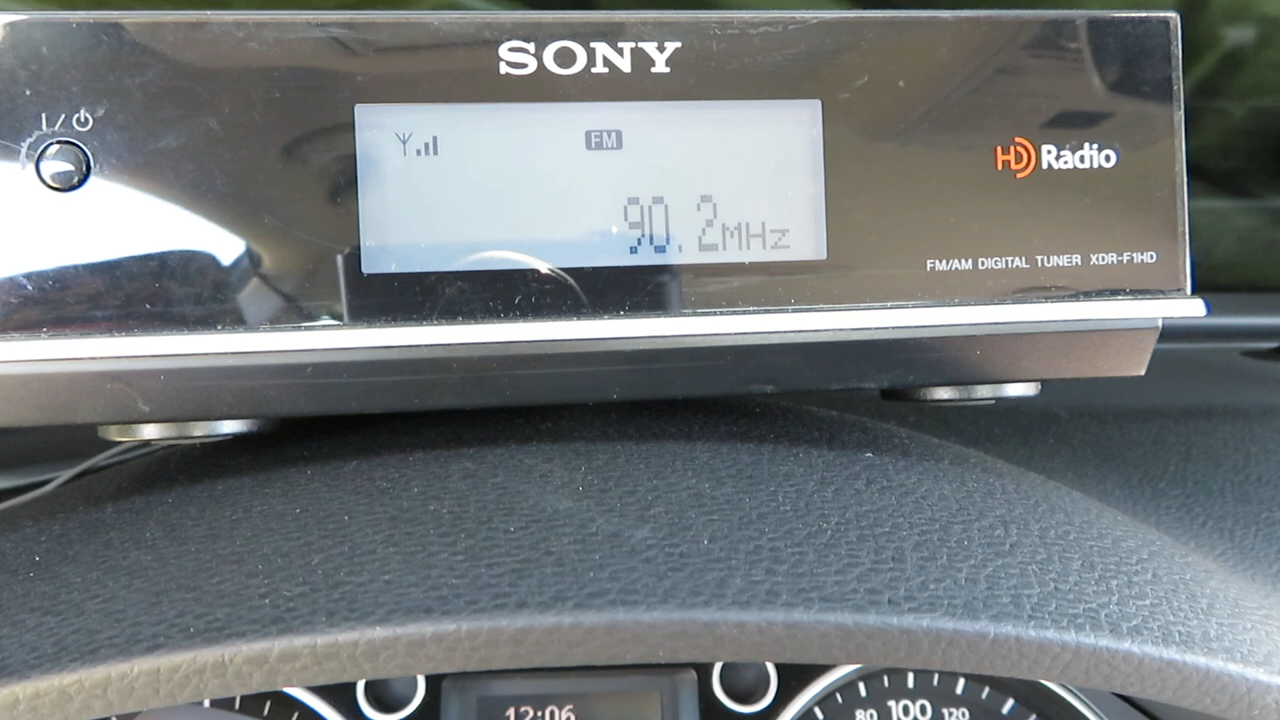 SONY
FM
90.2MHz
HD Radio
FM/AM DIGITAL TUNER XDR-F1HD
12:06
80 100 120